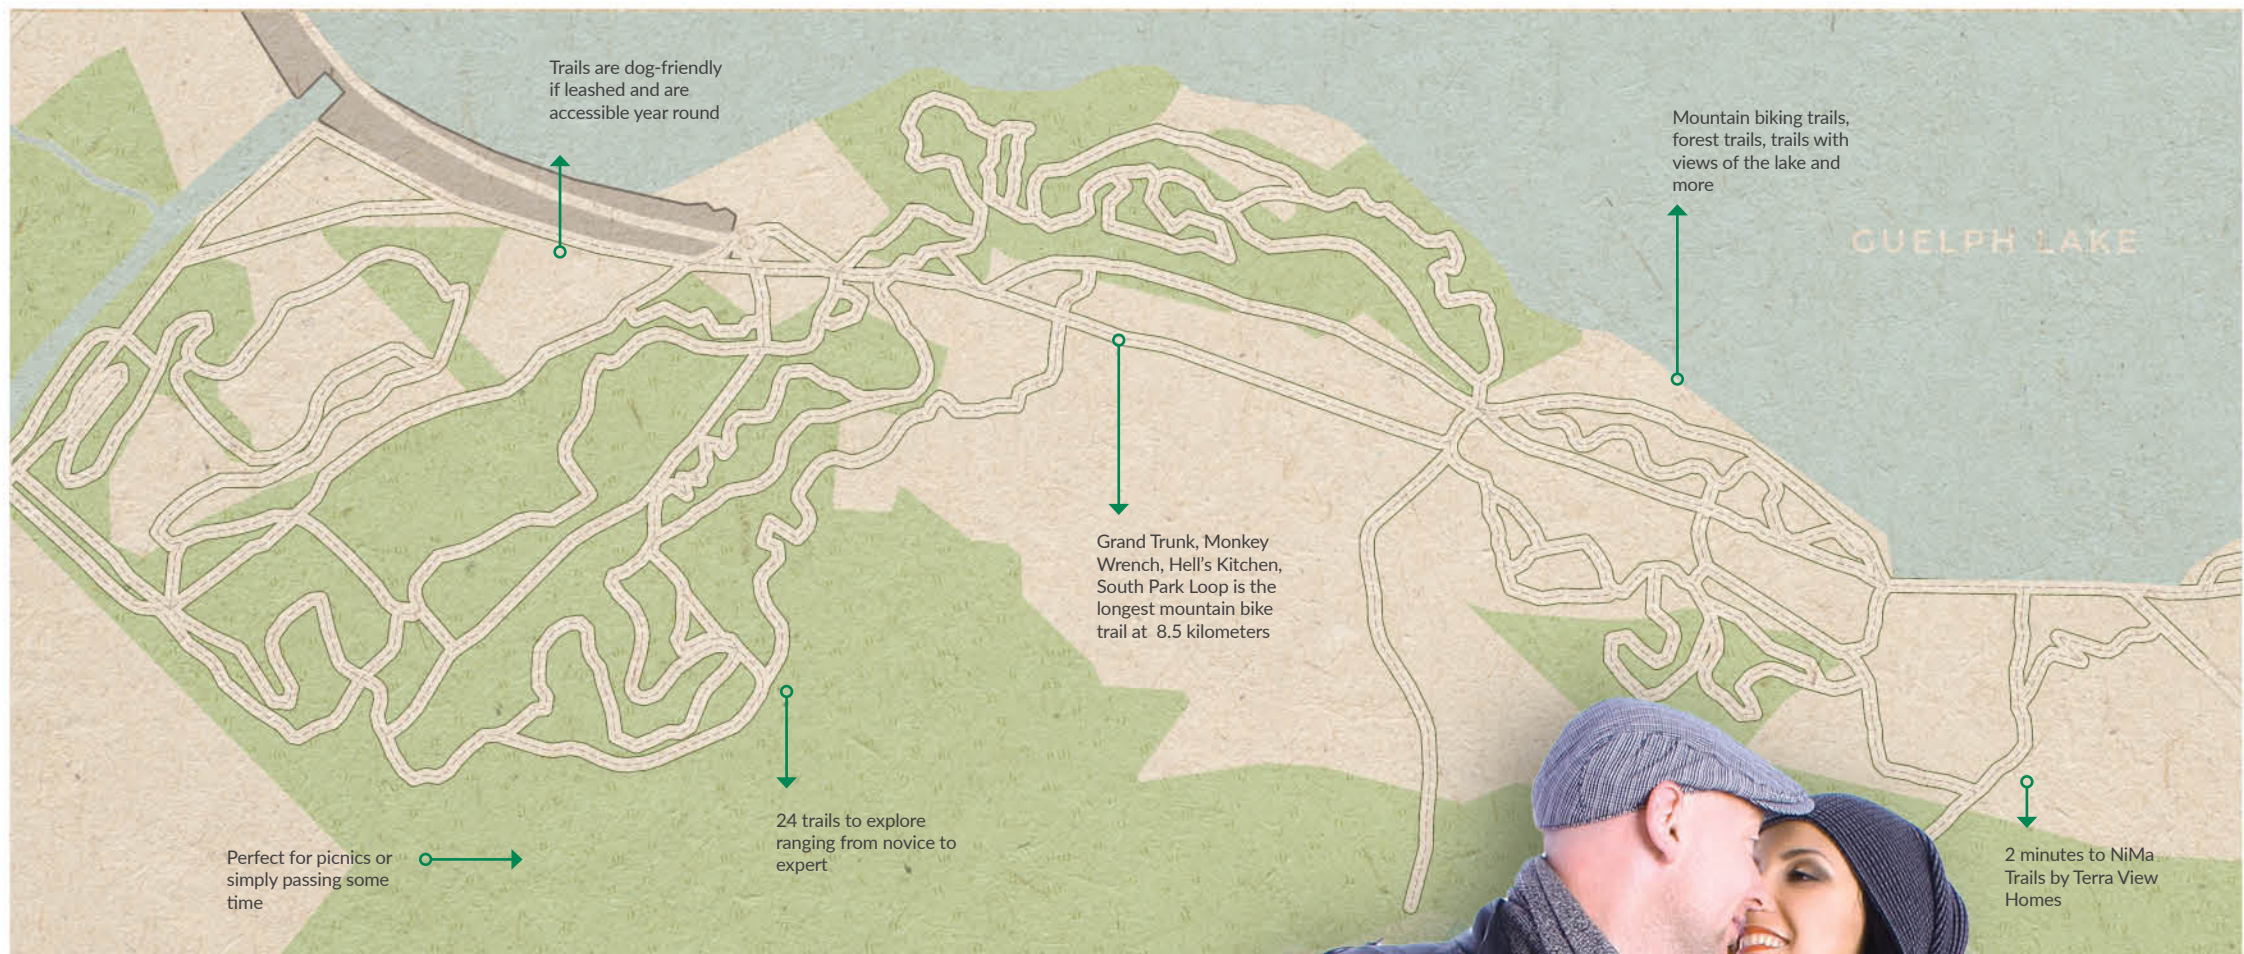 Trails are dog-friendly
if leashed and are
accessible year round
Mountain biking trails,
forest trails, trails with
views of the lake and
more
GUELPH LAKE
Grand Trunk, Monkey
Wrench, Hell’s Kitchen,
South Park Loop is the
longest mountain bike
trail at 8.5 kilometers
24 trails to explore
ranging from novice to
expert
Perfect for picnics or
simply passing some
time
2 minutes to NiMa
Trails by Terra View
Homes